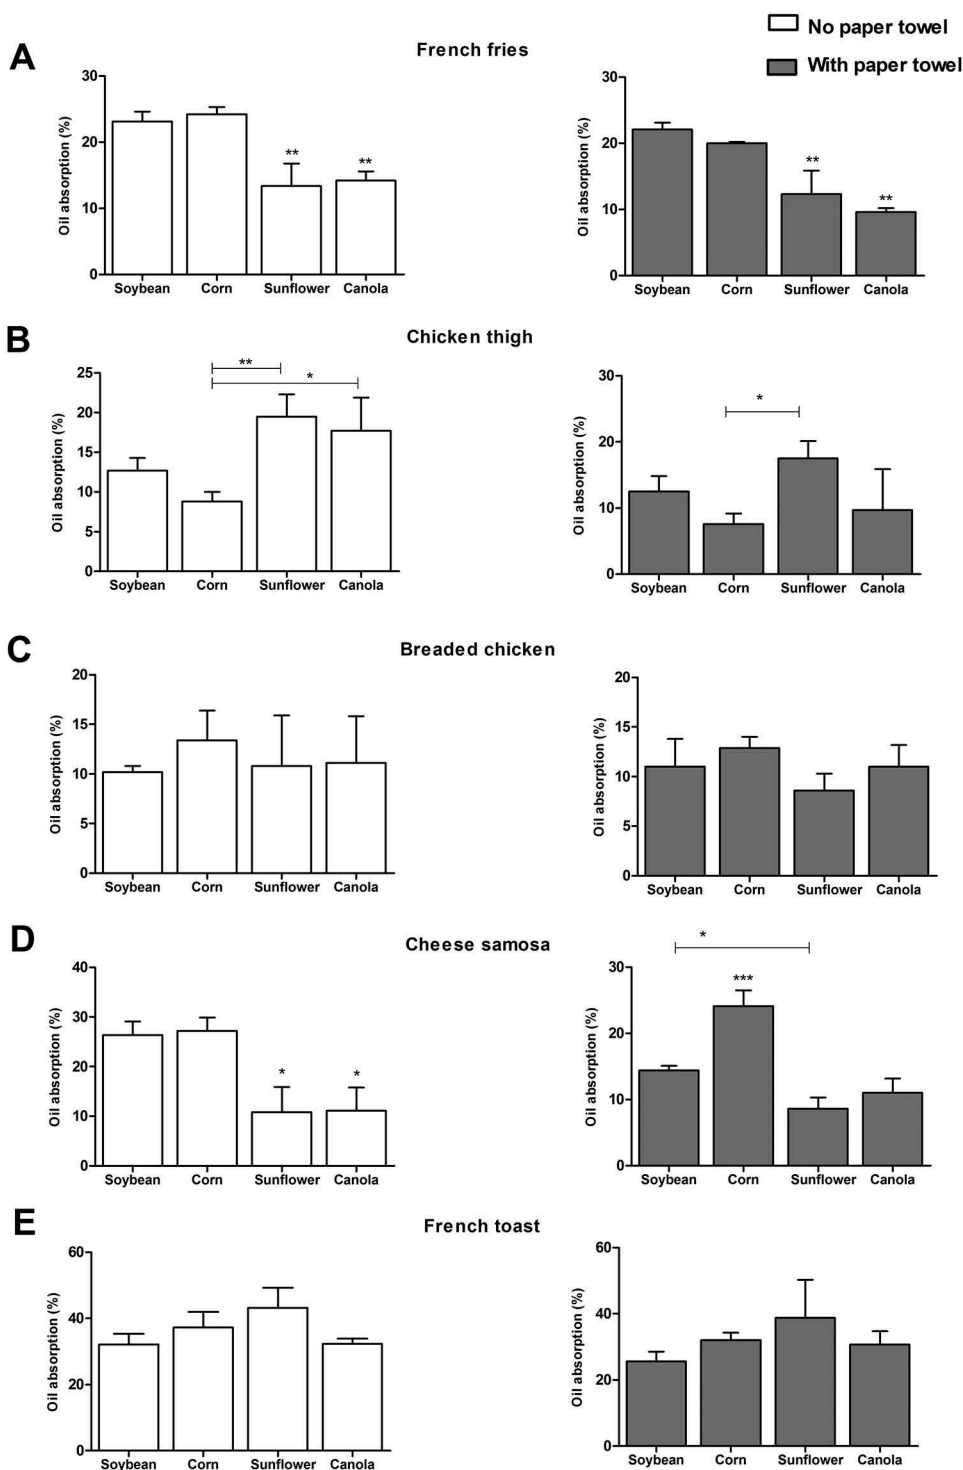 No paper towel
With paper towel
A
French fries
Oil absorption (%)
30
20
10
0
Soybean Corn Sunflower Canola
** **
Oil absorption (%)
30
20
10
0
Soybean Corn Sunflower Canola
** **
B
Chicken thigh
Oil absorption (%)
25
20
15
10
5
0
Soybean Corn Sunflower Canola
**
*
Oil absorption (%)
30
20
10
0
Soybean Corn Sunflower Canola
*
C
Breaded chicken
Oil absorption (%)
20
15
10
5
0
Soybean Corn Sunflower Canola
Oil absorption (%)
20
15
10
5
0
Soybean Corn Sunflower Canola
D
Cheese samosa
Oil absorption (%)
40
30
20
10
0
Soybean Corn Sunflower Canola
* *
Oil absorption (%)
30
20
10
0
Soybean Corn Sunflower Canola
*
***
E
French toast
Oil absorption (%)
60
40
20
0
Soybean Corn Sunflower Canola
Oil absorption (%)
60
40
20
0
Soybean Corn Sunflower Canola